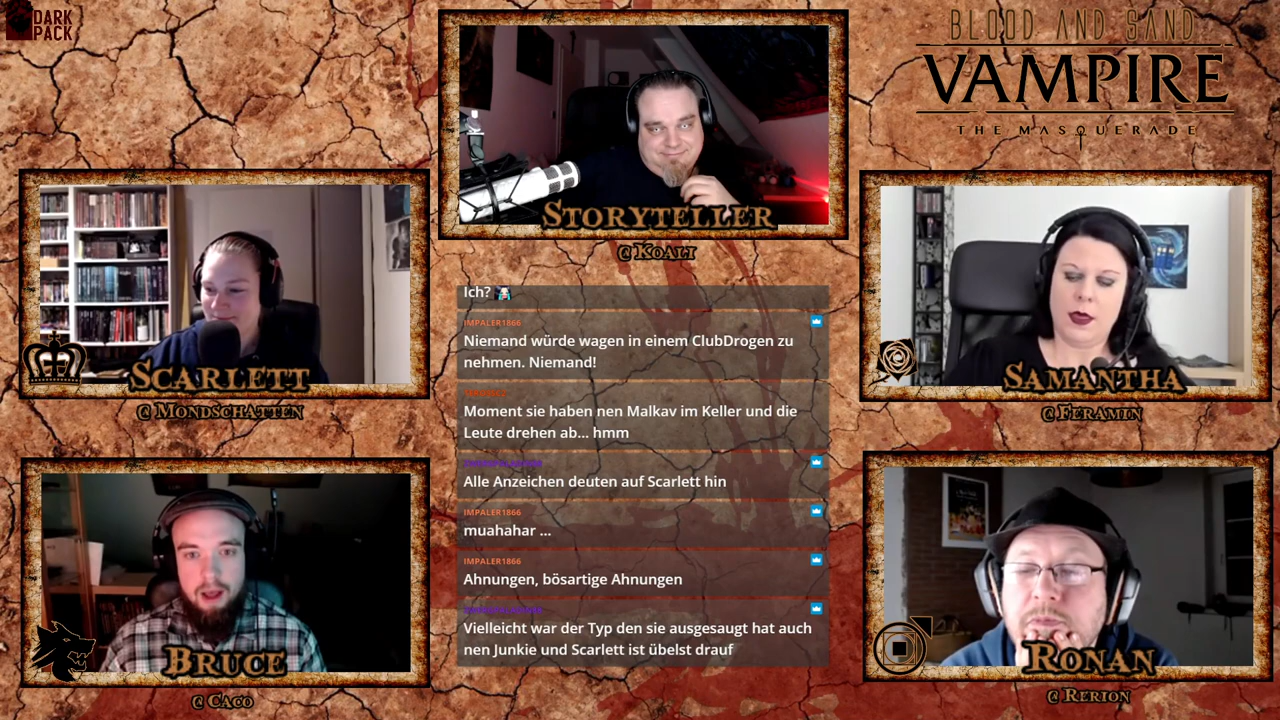 DARK
PACK
BLOOD AND SAND
VAMPIRE
THE MASQUERADE
STORYTELLER
@ KOALI
SCARLETT
@ MONDSCHATTEN
SAMANTHA
@ FERAMIN
Ich?
IMPALER1866
Niemand würde wagen in einem ClubDrogen zu
nehmen. Niemand!
Moment sie haben nen Malkav im Keller und die
Leute drehen ab... hmm
Alle Anzeichen deuten auf Scarlett hin
IMPALER1866
muahahar ...
IMPALER1866
Ahnungen, bösartige Ahnungen
Vielleicht war der Typ den sie ausgesaugt hat auch
nen Junkie und Scarlett ist übelst drauf
BRUCE
@ CACO
RONAN
@ RERION